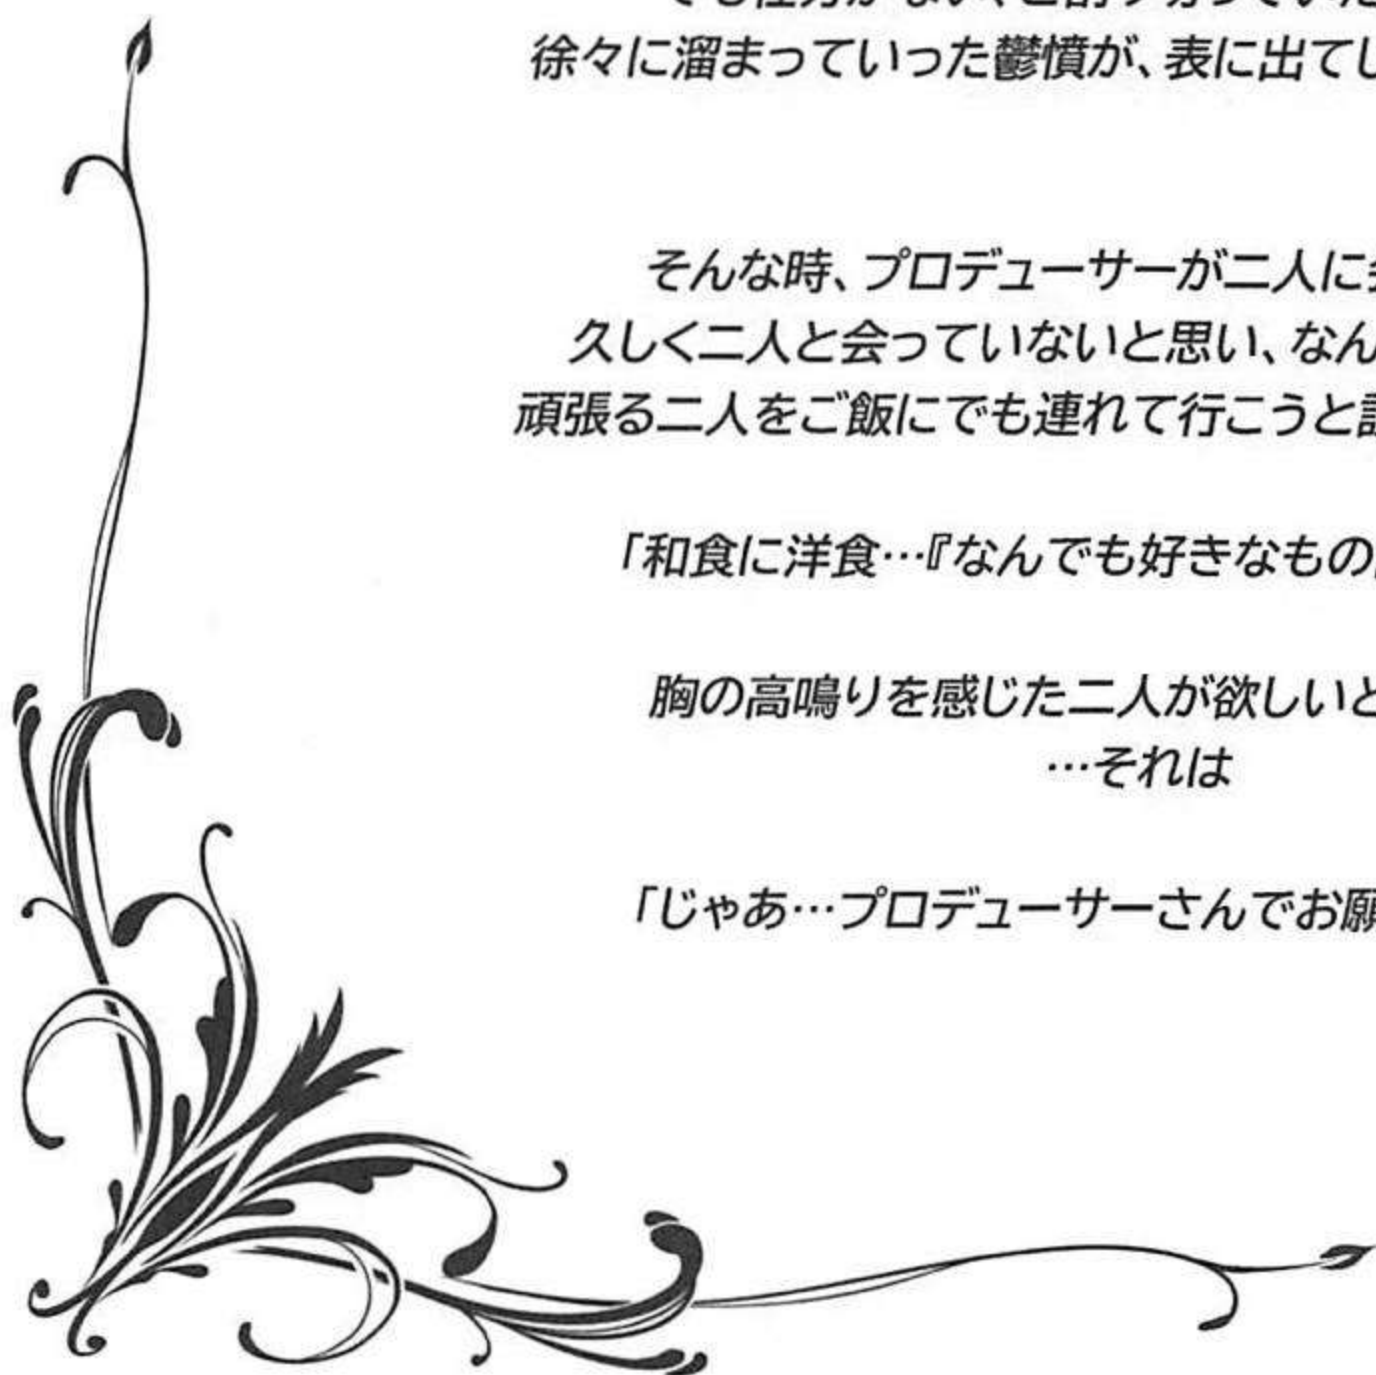 徐々に溜まっていった鬱憤が、表に出てし
そんな時、プロデューサーが二人に
久しく二人と会っていないと思い、なん
頑張る二人をご飯にでも連れて行こうと
「和食に洋食…『なんでも好きなもの
胸の高鳴りを感じた二人が欲しいと
…それは
「じゃあ…プロデューサーさんでお願